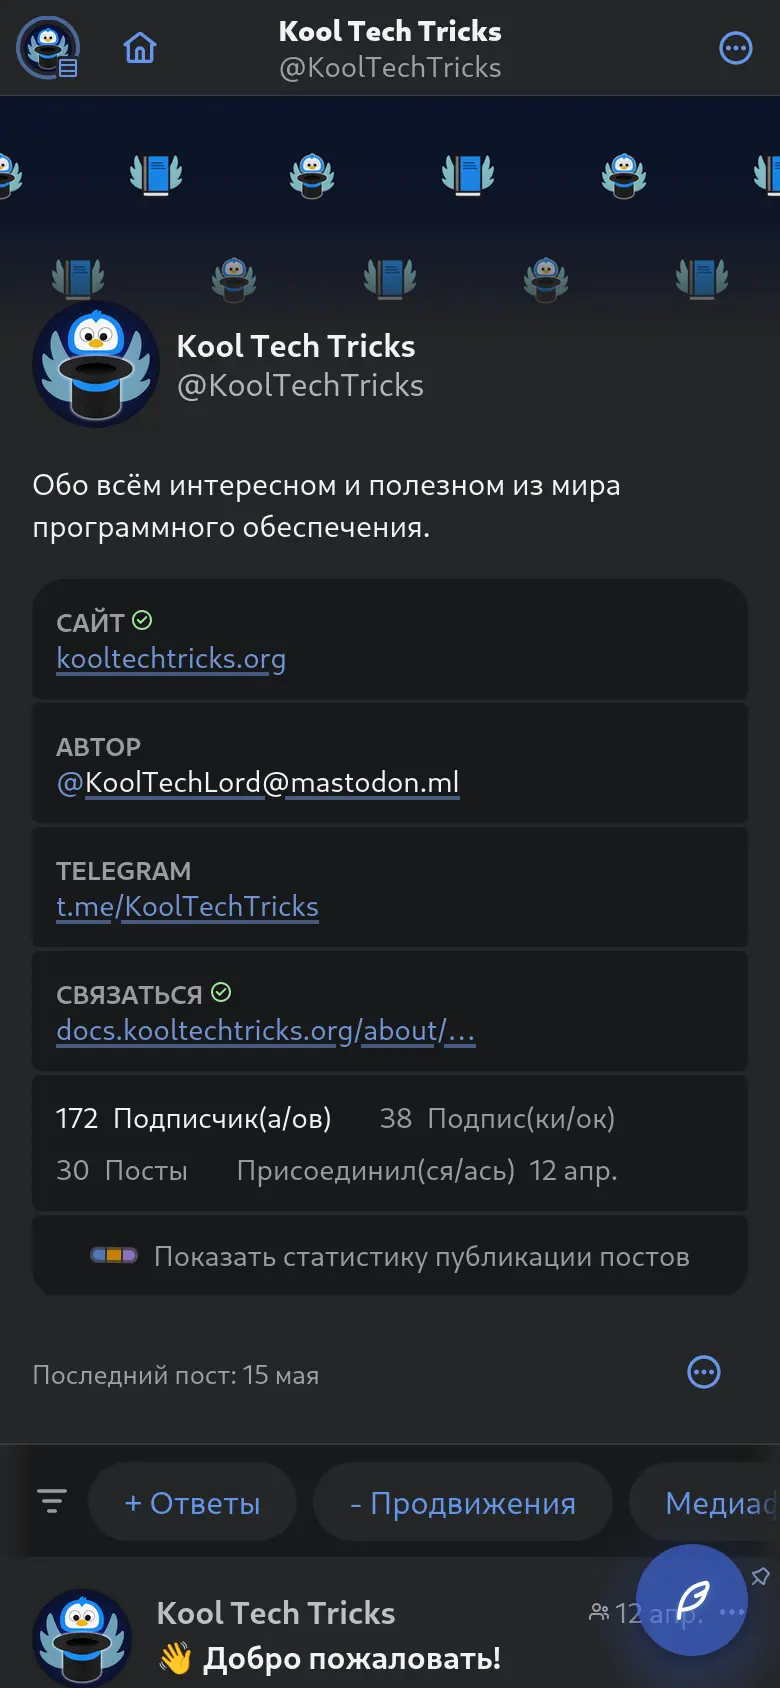 Kool Tech Tricks
@KoolTechTricks
Kool Tech Tricks
@KoolTechTricks
Обо всём интересном и полезном из мира
программного обеспечения.
САЙТ
kooltechtricks.org
АВТОР
@KoolTechLord@mastodon.ml
TELEGRAM
t.me/KoolTechTricks
СВЯЗАТЬСЯ
docs.kooltechtricks.org/about/…
172 Подписчик(а/ов) 38 Подпис(ки/ок)
30 Посты Присоединил(ся/ась) 12 апр.
Показать статистику публикации постов
Последний пост: 15 мая
+ Ответы - Продвижения
Kool Tech Tricks 12 апр.
👋 Добро пожаловать!